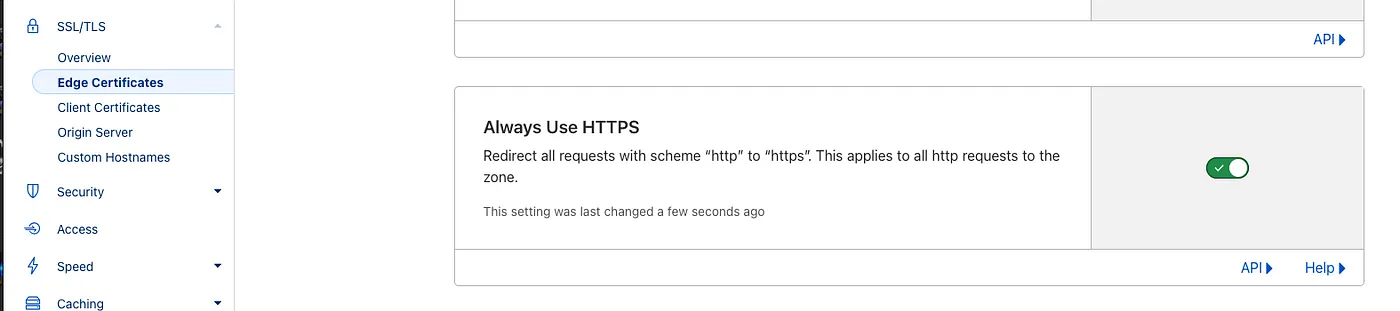 SSL/TLS
Overview
Edge Certificates
Client Certificates
Origin Server
Custom Hostnames
Security
Access
Speed
Caching
API
Always Use HTTPS
Redirect all requests with scheme “http” to “https”. This applies to all http requests to the
zone.
This setting was last changed a few seconds ago
API
Help